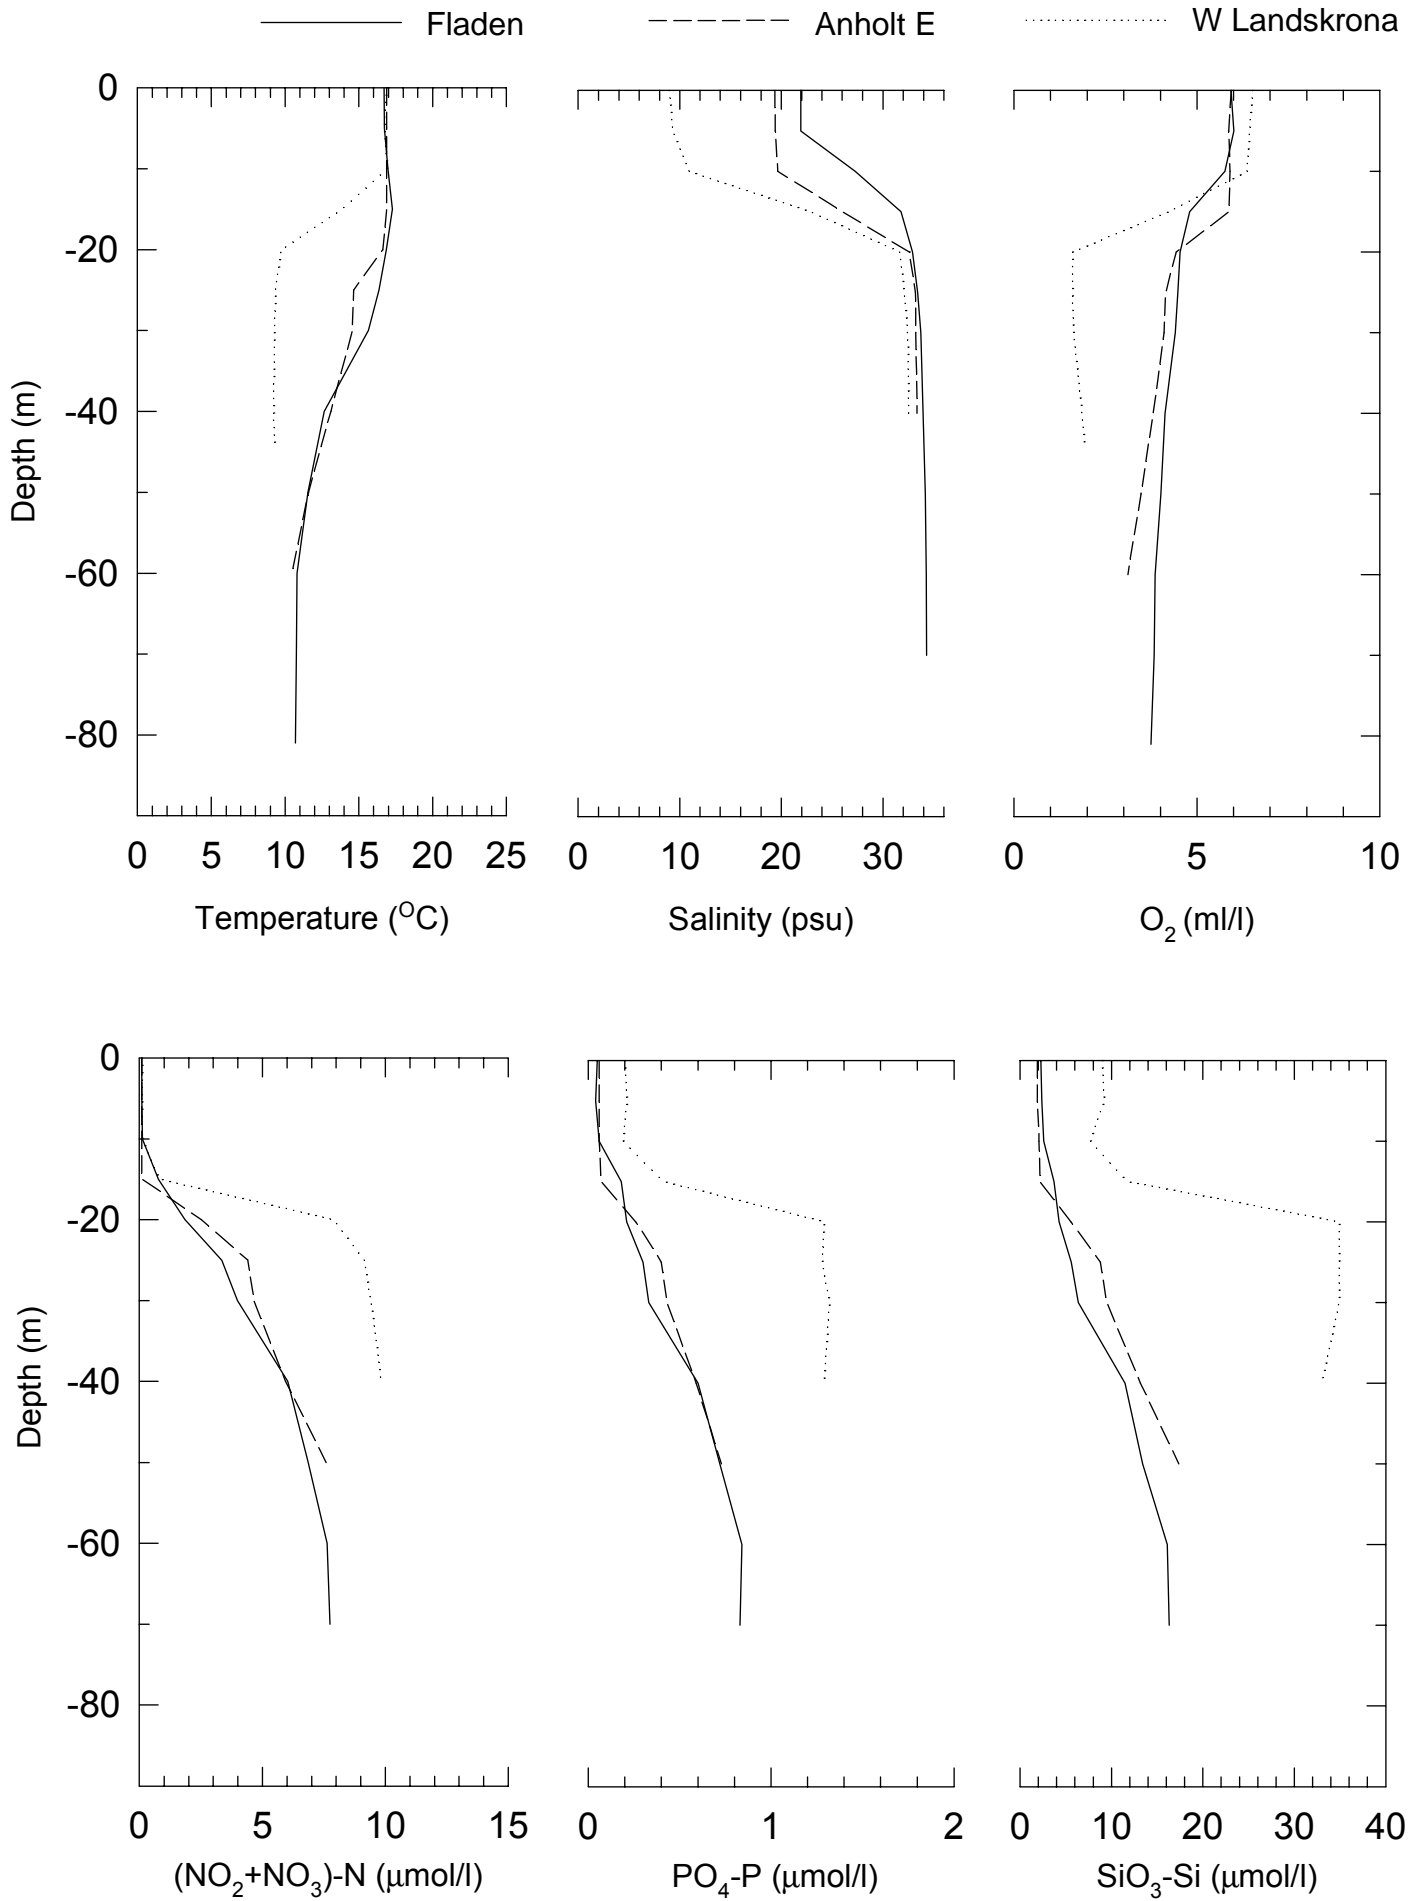 Fladen Anholt E W Landskrona
0
-20
-40
-60
-80
Depth (m)
0 5 10 15 20 25
Temperature (OC)
0 10 20 30
Salinity (psu)
0 5 10
O2 (ml/l)
0
-20
-40
-60
-80
Depth (m)
0 5 10 15
(NO2+NO3)-N (μmol/l)
0 1 2
PO4-P (μmol/l)
0 10 20 30 40
SiO3-Si (μmol/l)